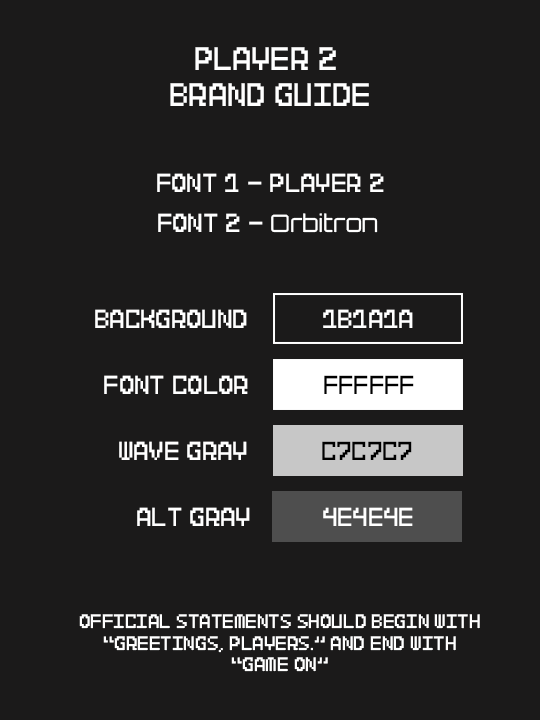 PLAYER 2
BRAND GUIDE
FONT 1 - PLAYER 2
FONT 2 - Orbitron
BACKGROUND 1B1A1A
FONT COLOR FFFFFF
WAVE GRAY C7C7C7
ALT GRAY 4E4E4E
OFFICIAL STATEMENTS SHOULD BEGIN WITH
“GREETINGS, PLAYERS.” AND END WITH
“GAME ON”